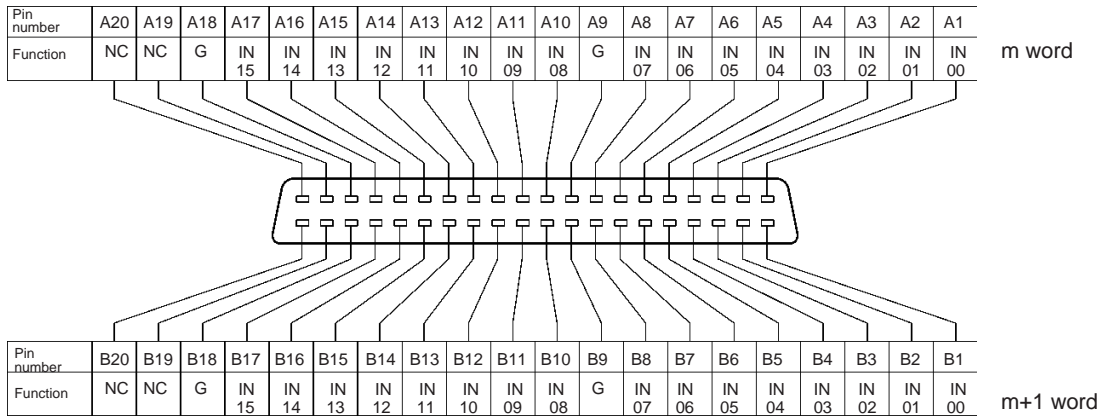 Pin number A20 A19 A18 A17 A16 A15 A14 A13 A12 A11 A10 A9 A8 A7 A6 A5 A4 A3 A2 A1
Function NC NC G IN 15 IN 14 IN 13 IN 12 IN 11 IN 10 IN 09 IN 08 G IN 07 IN 06 IN 05 IN 04 IN 03 IN 02 IN 01 IN 00 m word
Pin number B20 B19 B18 B17 B16 B15 B14 B13 B12 B11 B10 B9 B8 B7 B6 B5 B4 B3 B2 B1
Function NC NC G IN 15 IN 14 IN 13 IN 12 IN 11 IN 10 IN 09 IN 08 G IN 07 IN 06 IN 05 IN 04 IN 03 IN 02 IN 01 IN 00 m+1 word